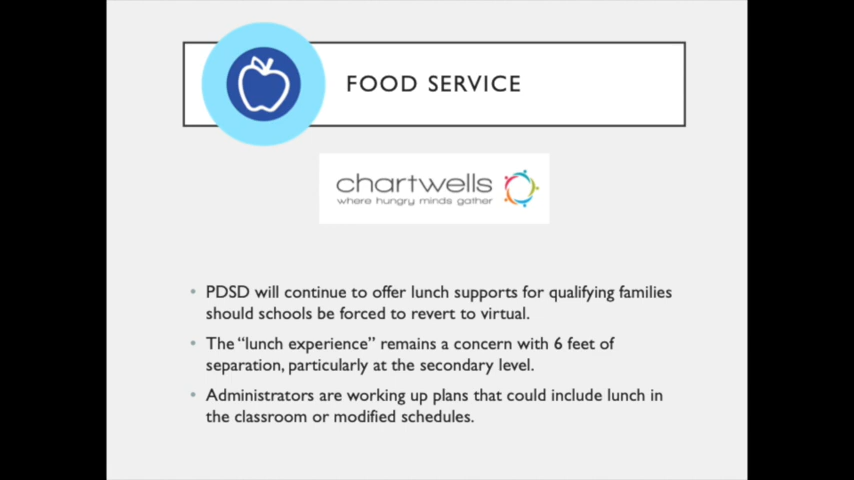 FOOD SERVICE
chartwells
where hungry minds gather
• PDSD will continue to offer lunch supports for qualifying families
should schools be forced to revert to virtual.
• The “lunch experience” remains a concern with 6 feet of
separation, particularly at the secondary level.
• Administrators are working up plans that could include lunch in
the classroom or modified schedules.